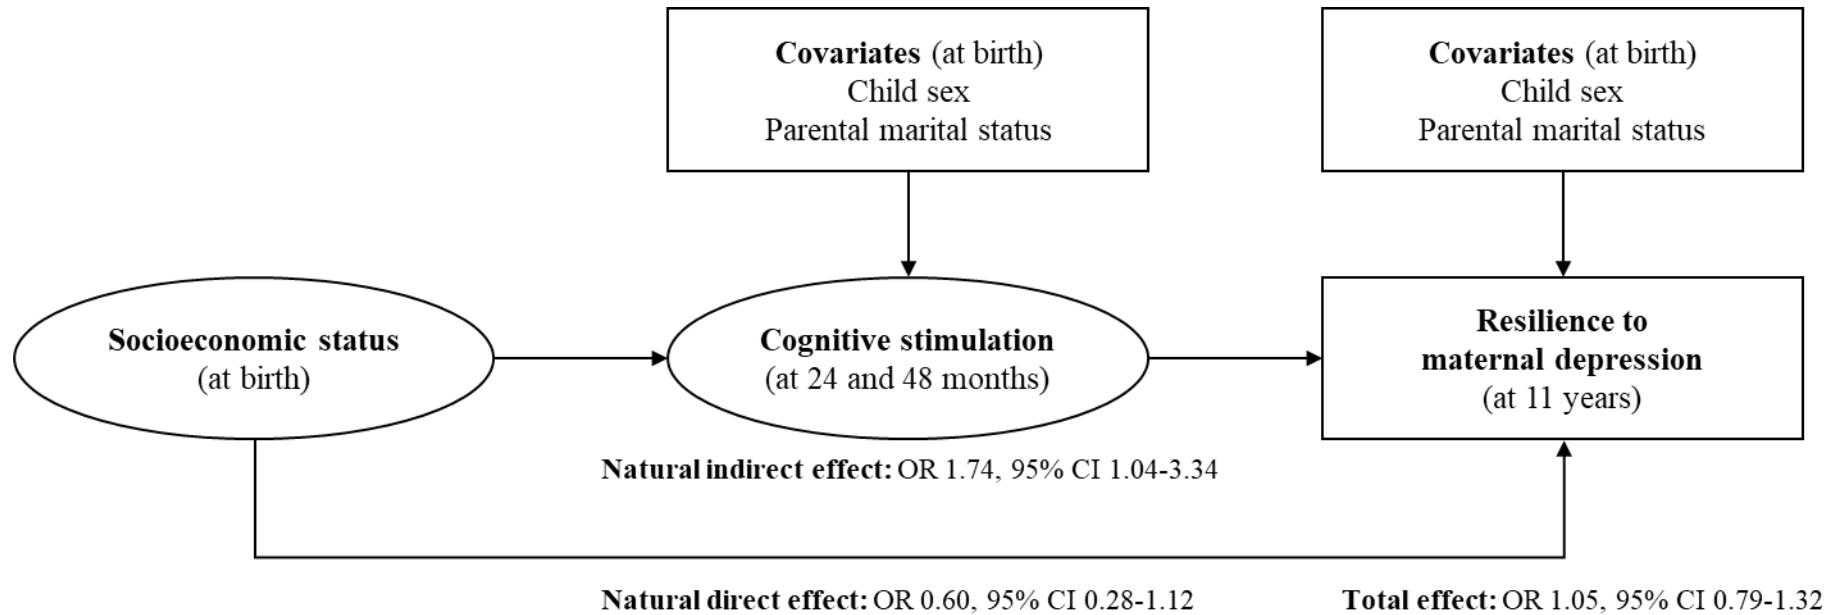 Covariates (at birth)
Child sex
Parental marital status
Covariates (at birth)
Child sex
Parental marital status
Socioeconomic status
(at birth)
Cognitive stimulation
(at 24 and 48 months)
Resilience to
maternal depression
(at 11 years)
Natural indirect effect: OR 1.74, 95% CI 1.04-3.34
Natural direct effect: OR 0.60, 95% CI 0.28-1.12
Total effect: OR 1.05, 95% CI 0.79-1.32